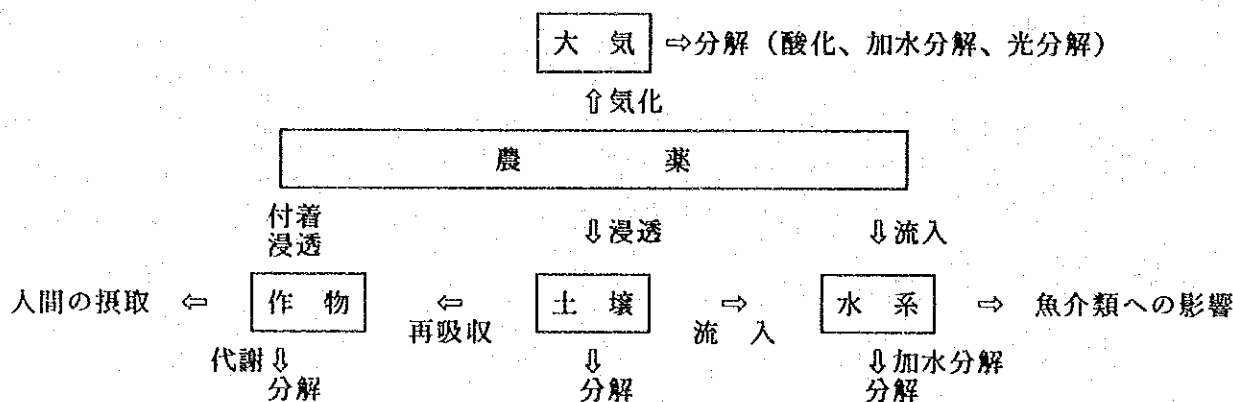 大 気 ⇨分解（酸化、加水分解、光分解）
⇧気化
農 薬
付着
浸透
⇩浸透
⇩流入
人間の摂取 ⇦ 作 物 ⇦ 土 壌 ⇨ 水 系 ⇨ 魚介類への影響
再吸収
流 入
代謝⇩
分解
⇩
分解
⇩加水分解
分解